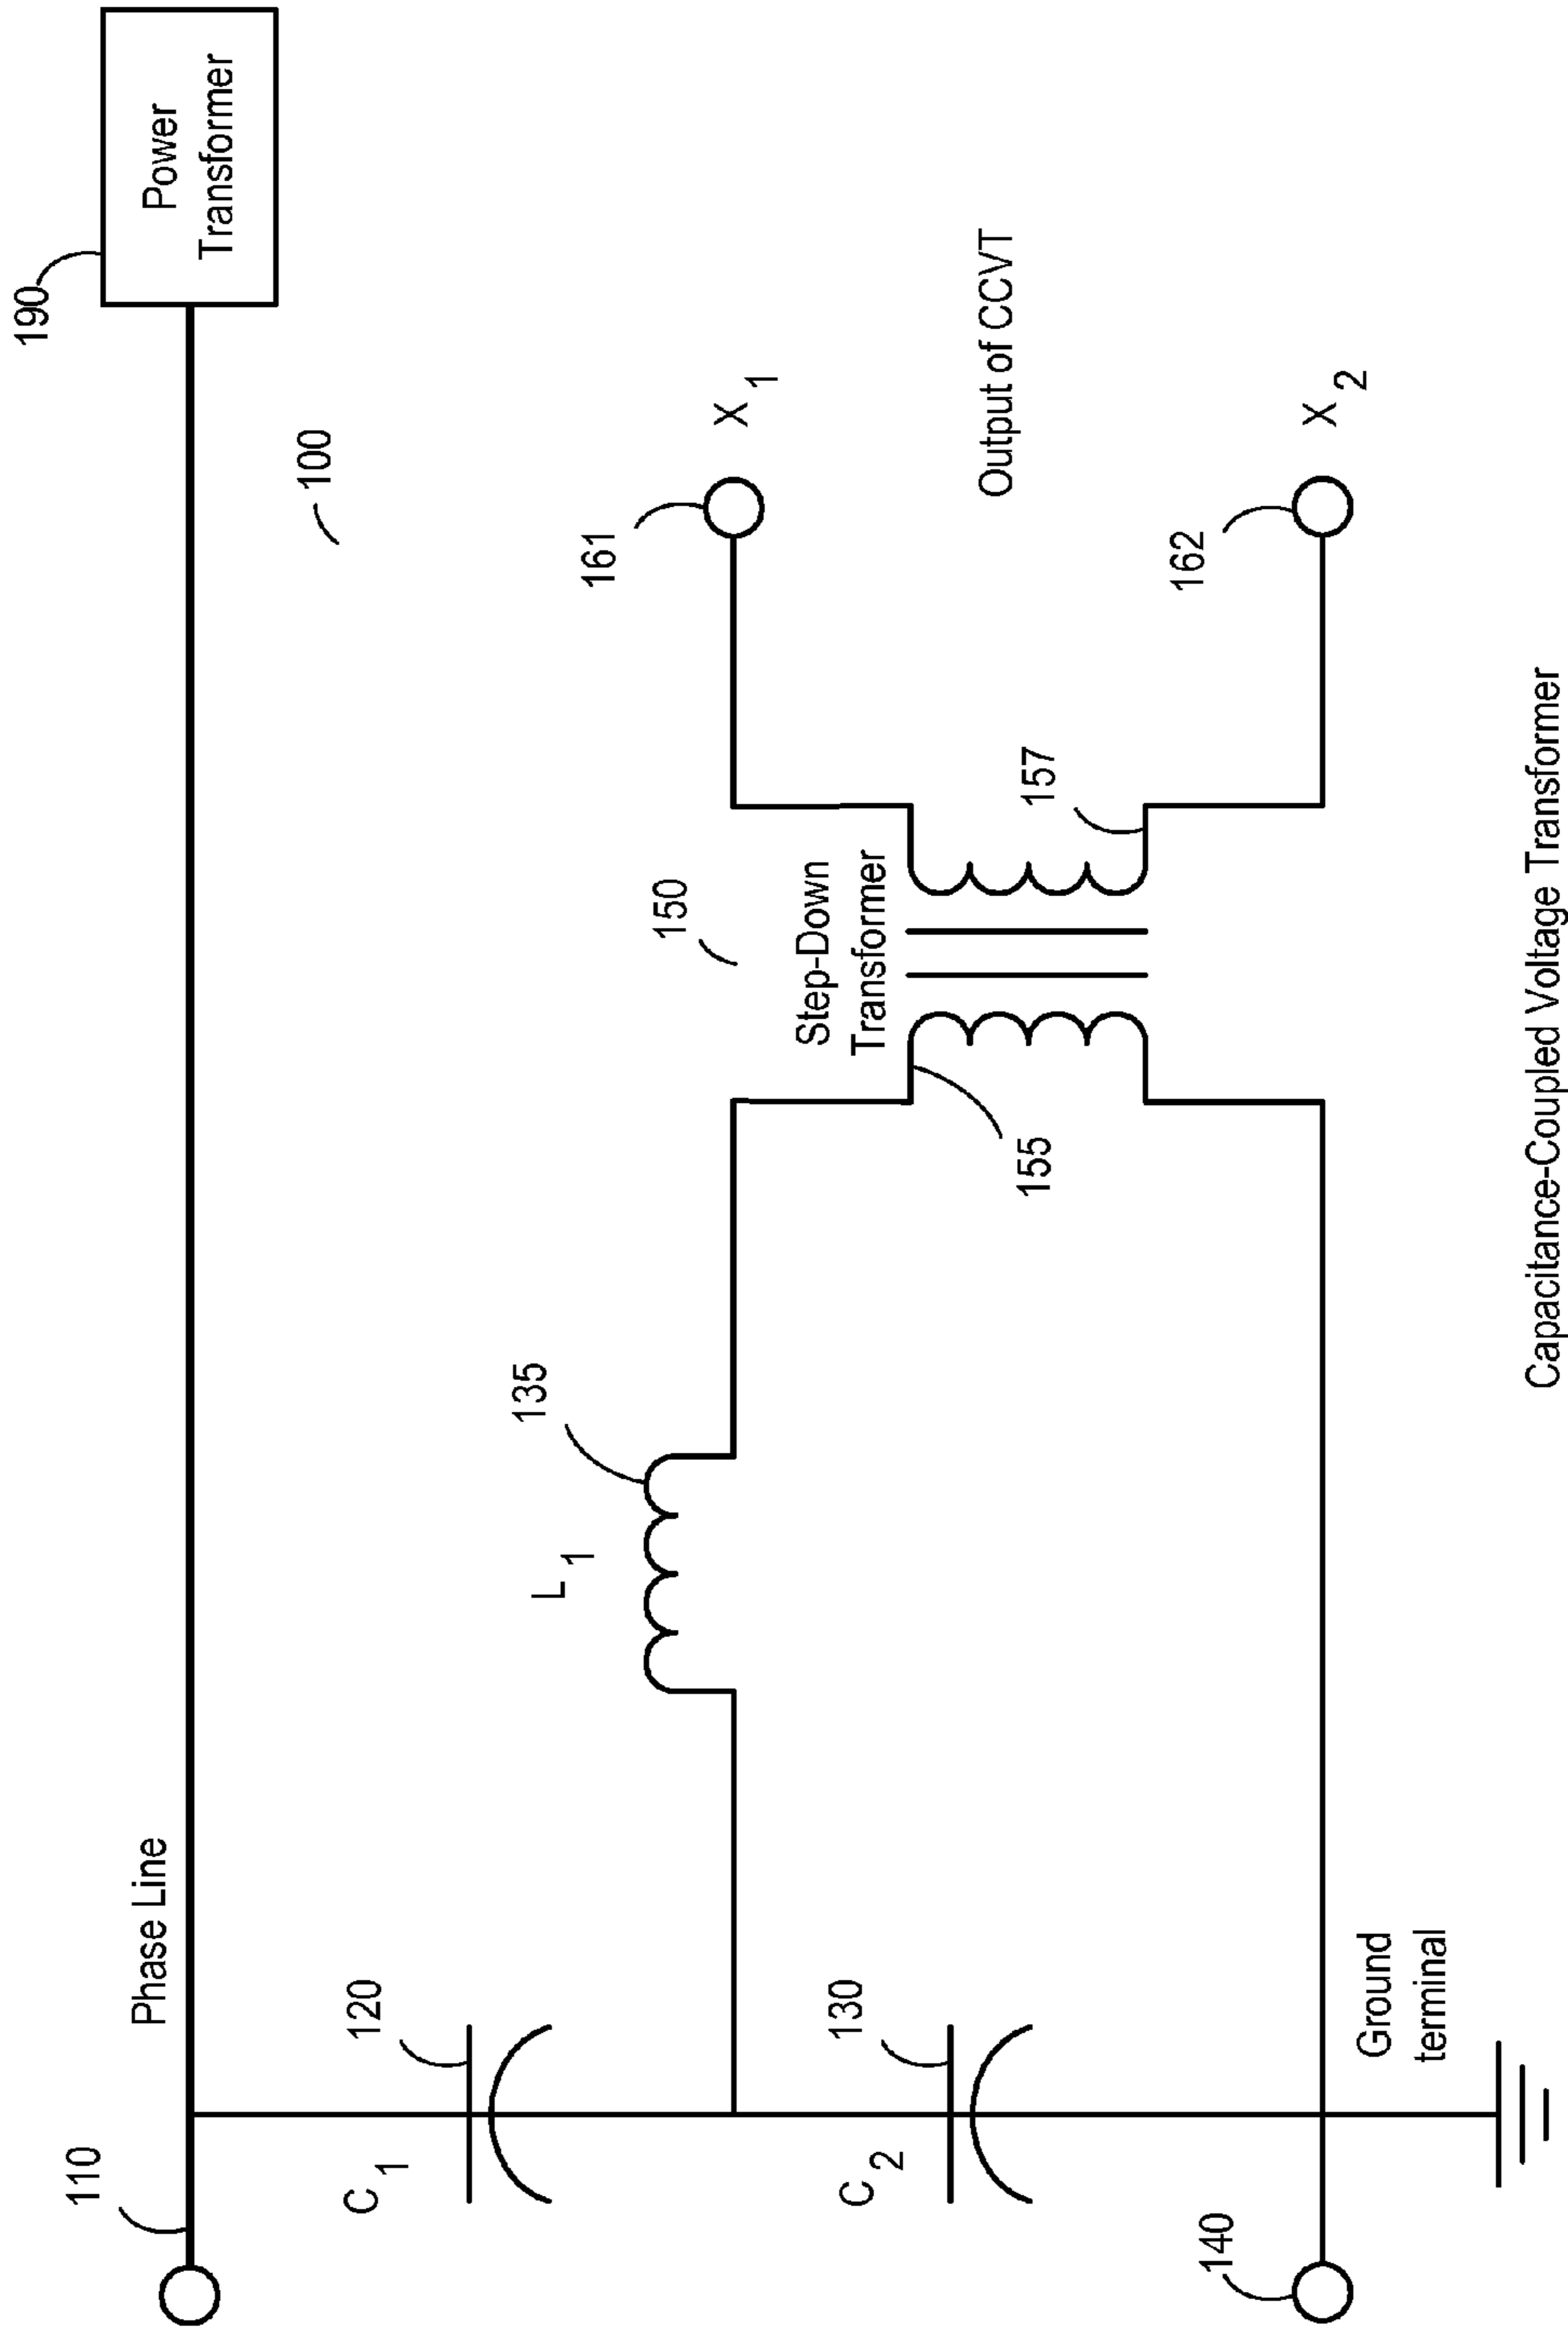 110
Phase Line
190
Power
Transformer
100
C 1
120
L 1
135
161
X 1
150
Step-Down
Transformer
Output of CCVT
C 2
130
155
157
162
X 2
140
Ground
terminal
Capacitance-Coupled Voltage Transformer